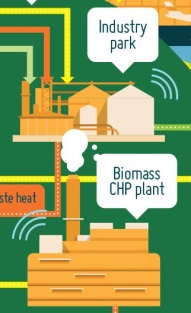 Industry
park
Biomass
CHP plant
ste heat